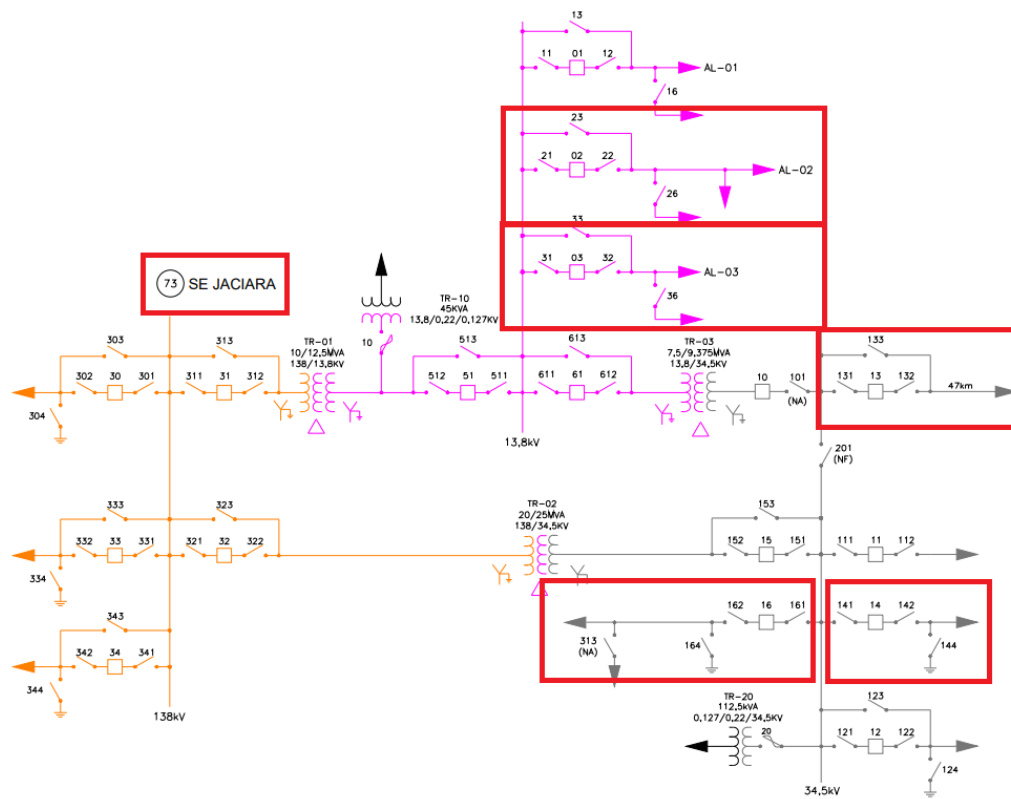 13
11 01 12
AL-01
16
23
21 02 22
AL-02
26
33
31 03 32
AL-03
36
73 SE JACIARA
TR-10
45KVA
13,8/0,22/0,127KV
10
303 313
TR-01
10/12,5MVA
138/13,8KV
513 613
TR-03
7,5/9,375MVA
13,8/34,5KV
133
302 30 301 311 31 312
512 51 511 611 61 612
10 101
(NA)
131 13 132
47km
304
13,8kV
201
(NF)
333 323
TR-02
20/25MVA
138/34,5KV
153
332 33 331 321 32 322
152 15 151 111 11 112
334
343
162 16 161 141 14 142
313
(NA)
164
144
342 34 341
344
138kV
TR-20
112,5kVA
0,127/0,22/34,5KV
20
123
121 12 122
124
34,5kV